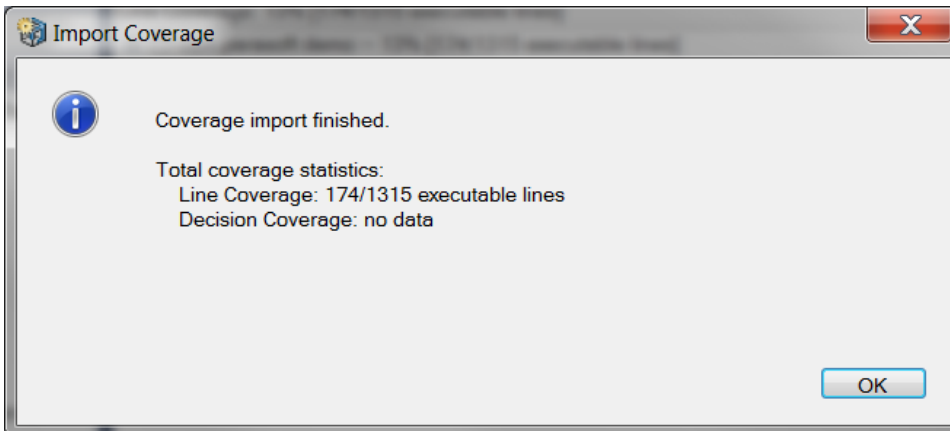 Import Coverage
Coverage import finished.
Total coverage statistics:
Line Coverage: 174/1315 executable lines
Decision Coverage: no data
OK